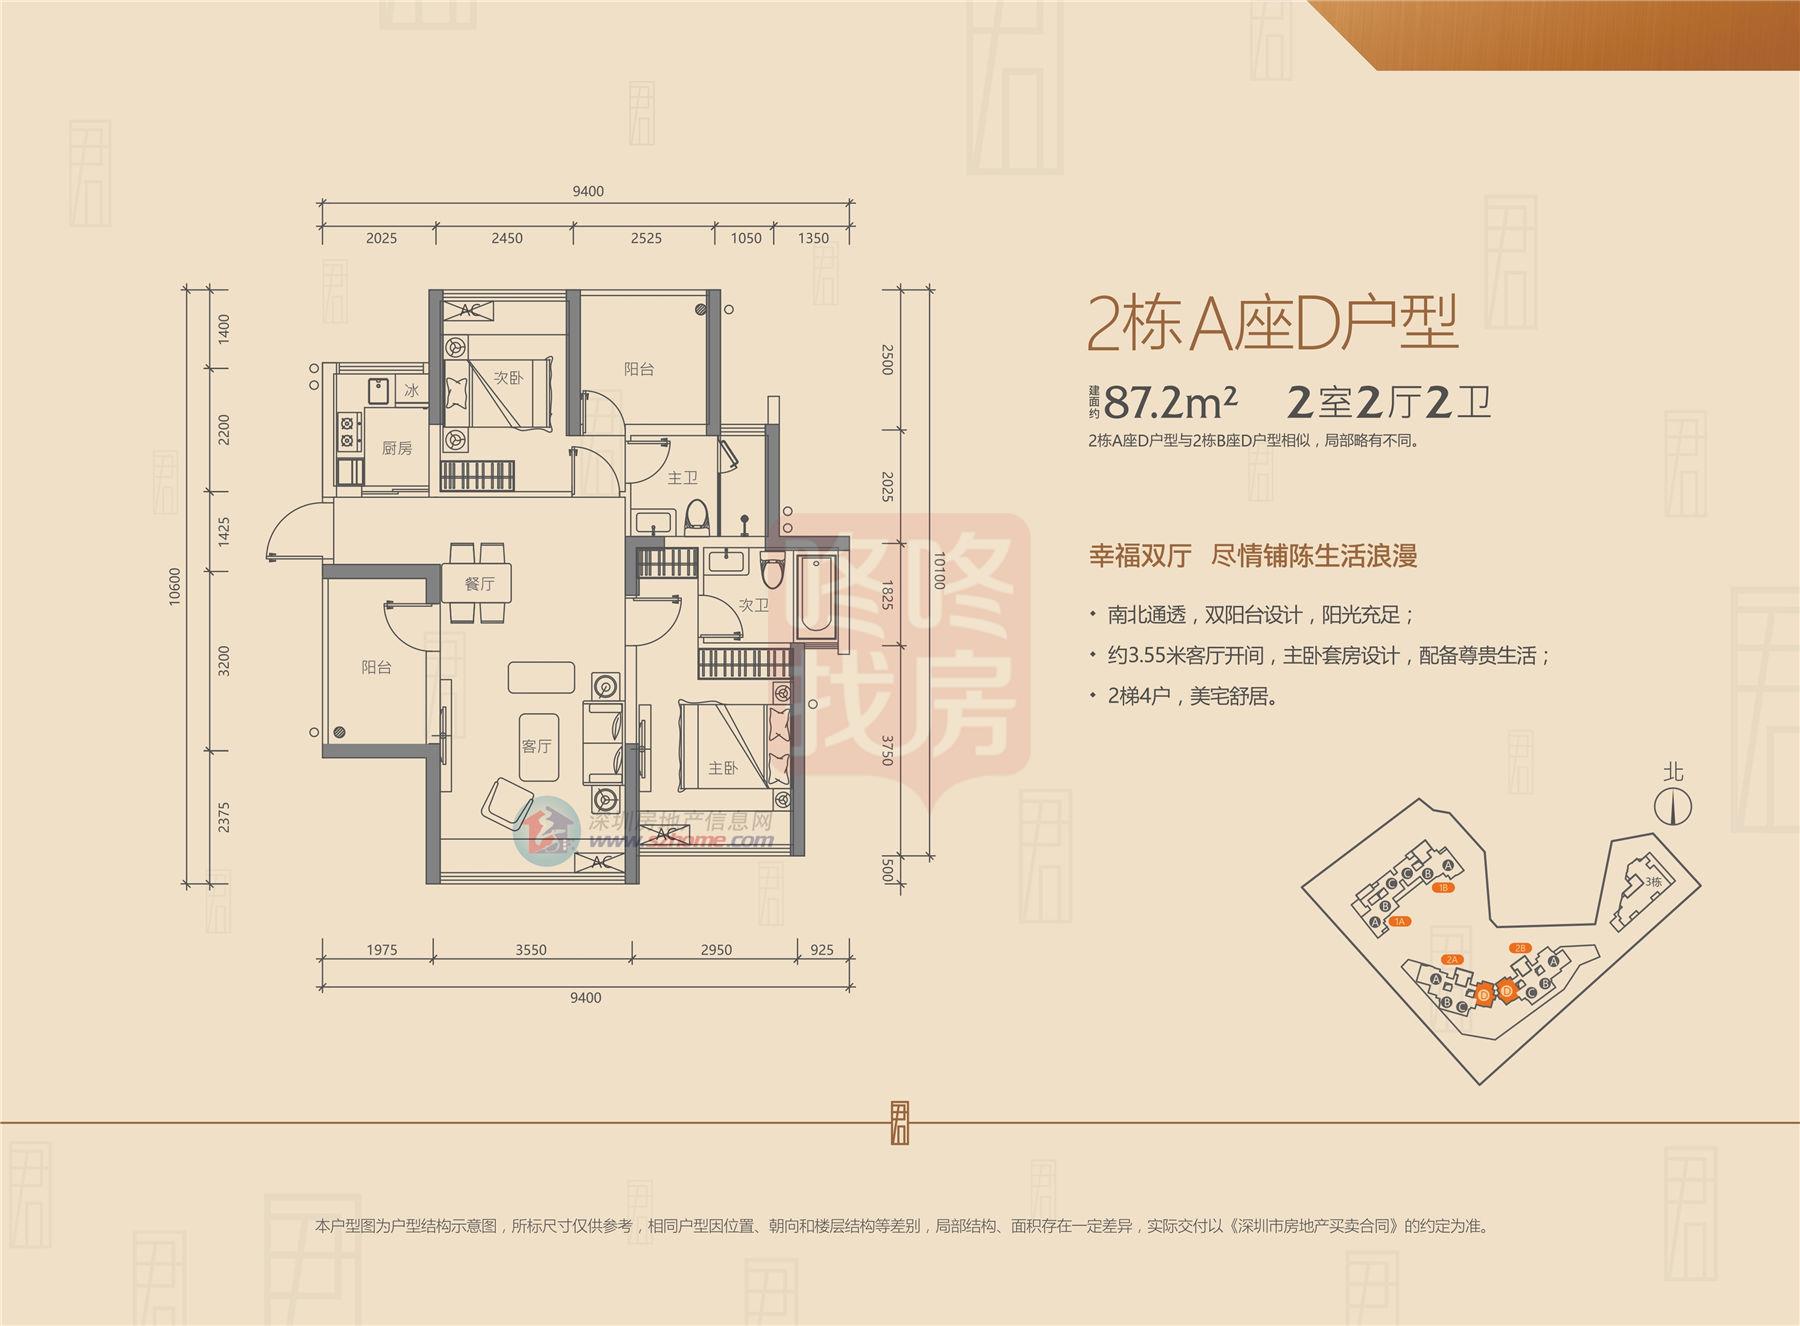 2栋A座D户型
建面约87.2m² 2室2厅2卫
2栋A座D户型与2栋B座D户型相似，局部略有不同。
幸福双厅 尽情铺陈生活浪漫
• 南北通透，双阳台设计，阳光充足；
• 约3.55米客厅开间，主卧套房设计，配备尊贵生活；
• 2梯4户，美宅舒居。
9400
2025 2450 2525 1050 1350
10600
1400
2200
1425
3200
2375
2500
2025
1825
3750
500
10100
AC
次卧
阳台
冰
厨房
主卫
餐厅
次卫
阳台
客厅
主卧
AC
AC
1975 3550 2950 925
9400
咚咚
找房
深圳房地产信息网
www.szhome.com
北
3栋
A
B
C
C
1B
B
A
1A
2B
2A
A
A
B
C
D
D
C
B
本户型图为户型结构示意图，所标尺寸仅供参考，相同户型因位置、朝向和楼层结构等差别，局部结构、面积存在一定差异，实际交付以《深圳市房地产买卖合同》的约定为准。